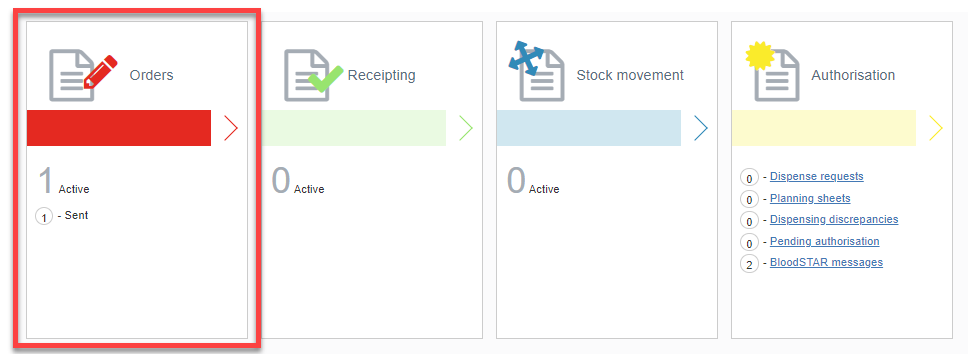 Orders
1 Active
1 - Sent
Receipting
0 Active
Stock movement
0 Active
Authorisation
0 - Dispense requests
0 - Planning sheets
0 - Dispensing discrepancies
0 - Pending authorisation
2 - BloodSTAR messages